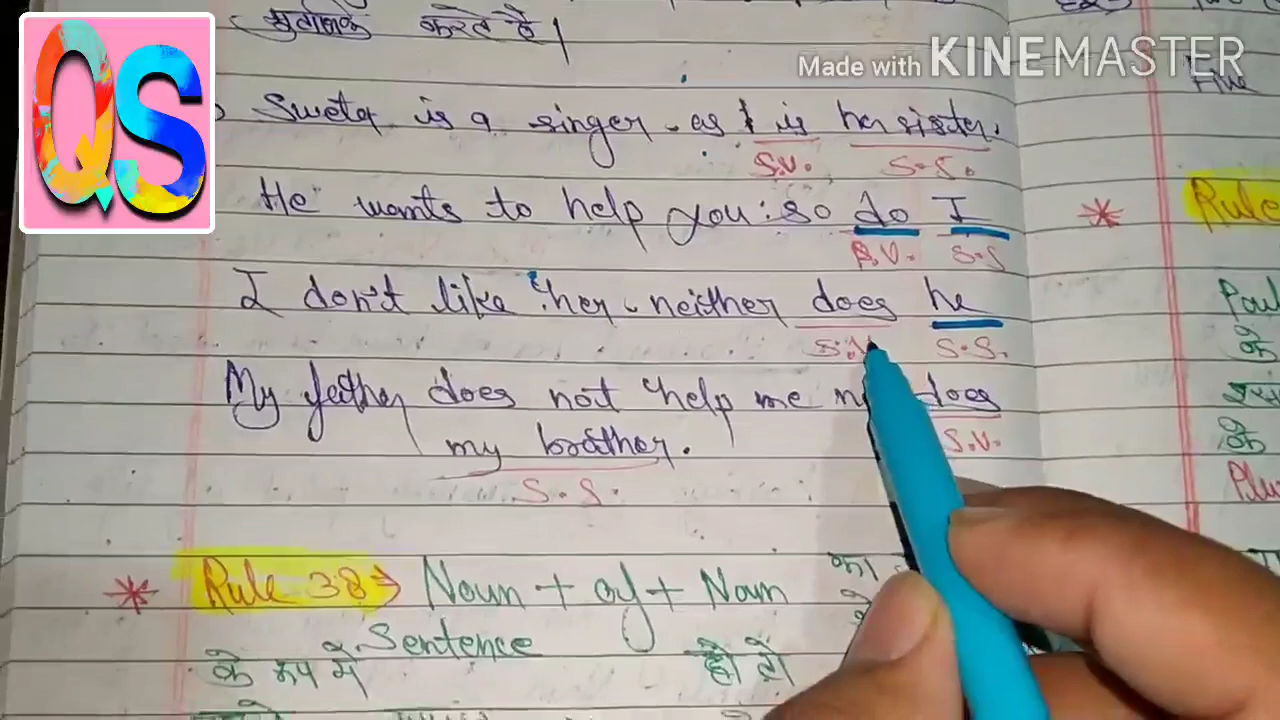 QS
Made with KINEMASTER
करते है।
Sweta is a singer as is her sister.
S.V. S.S.
He wants to help you : so do I
S.S
I don't like her. neither does he
S.V S.S.
My father does not help me does
my brother. S.V.
S.S.
Rule 38 → Noun + of + Noun का
के रूप मे Sentence हो तो
Rule